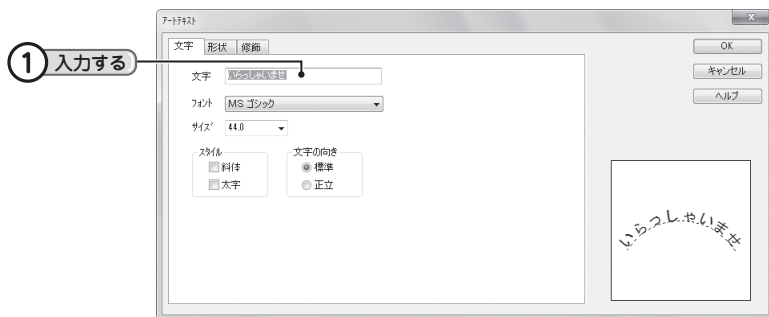 アートテキスト
文字 形状 修飾
OK
キャンセル
ヘルプ
① 入力する
文字 いらっしゃいませ
フォント MS ゴシック
サイズ 44.0
スタイル
斜体
太字
文字の向き
標準
正立
いらっしゃいませ